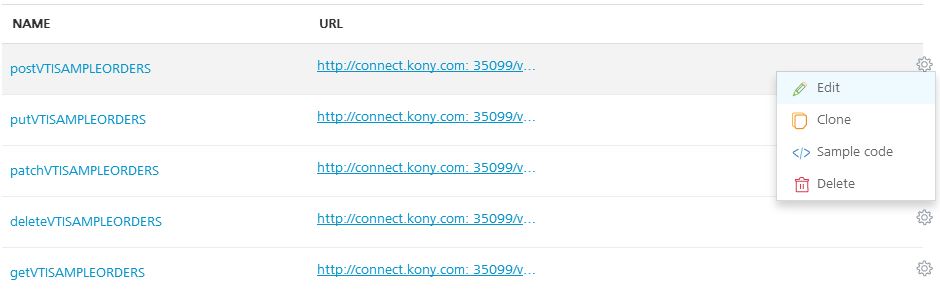 NAME URL
postVTISAMPLEORDERS http://connect.kony.com: 35099/v...
Edit
putVTISAMPLEORDERS http://connect.kony.com: 35099/v...
Clone
Sample code
patchVTISAMPLEORDERS http://connect.kony.com: 35099/v...
Delete
deleteVTISAMPLEORDERS http://connect.kony.com: 35099/v...
getVTISAMPLEORDERS http://connect.kony.com: 35099/v...